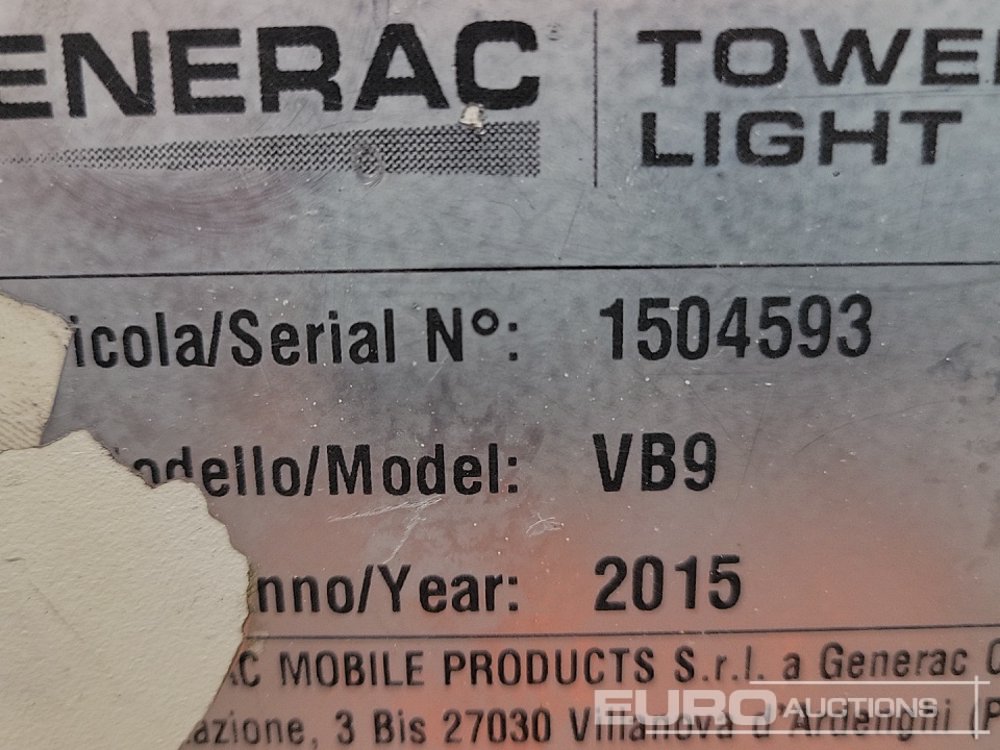 ENERAC
TOWE
LIGHT
icola/Serial N°: 1504593
odello/Model: VB9
nno/Year: 2015
AC MOBILE PRODUCTS S.r.l. a Generac C
azione, 3 Bis 27030 Villanova d'Ardenghi (P
EURO AUCTIONS